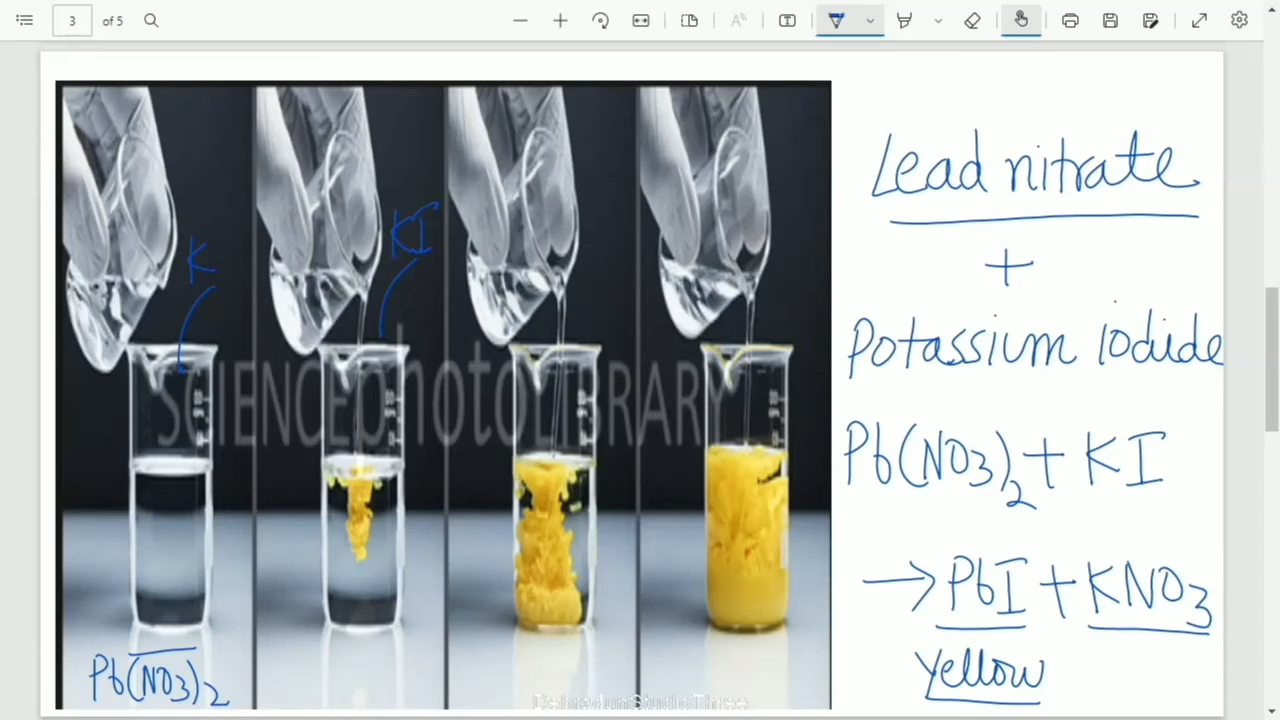 3 of 5
Lead nitrate
+
Potassium Iodide
Pb(NO3)2 + KI
→ PbI + KNO3
Yellow
K
KI
SCIENCEphotoLIBRARY
Pb(NO3)2
DehradunStudioThree